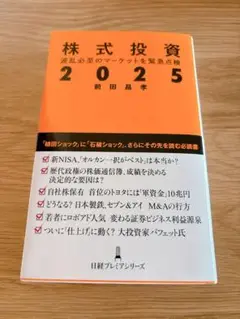 株式投資
波乱必至のマーケットを緊急点検
2025
前田昌孝
「植田ショック」に「石破ショック」、さらにその先を読む必読書
新NISA、「オルカン一択がベスト」は本当か?
歴代政権の株価通信簿、成績を決める
決定的な要因は?
自社株保有 首位のトヨタには「軍資金」10兆円
どうなる? 日本製鉄、セブン&アイ M&Aの行方
若者にロボアド人気 変わる証券ビジネス利益源泉
ついに「仕上げ」に動く? 大投資家バフェット氏
日経プレミアシリーズ